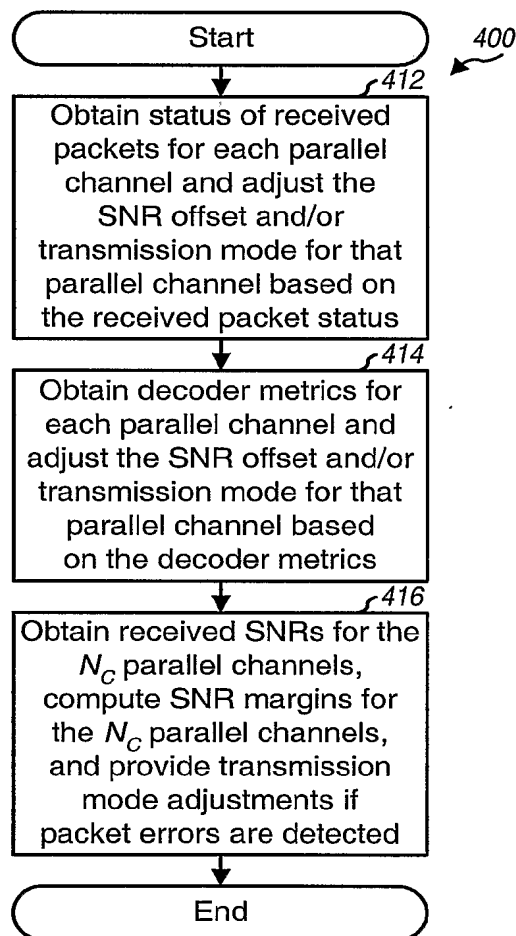 Start
400
412
Obtain status of received
packets for each parallel
channel and adjust the
SNR offset and/or
transmission mode for that
parallel channel based on
the received packet status
414
Obtain decoder metrics for
each parallel channel and
adjust the SNR offset and/or
transmission mode for that
parallel channel based
on the decoder metrics
416
Obtain received SNRs for the
N_C parallel channels,
compute SNR margins for
the N_C parallel channels,
and provide transmission
mode adjustments if
packet errors are detected
End